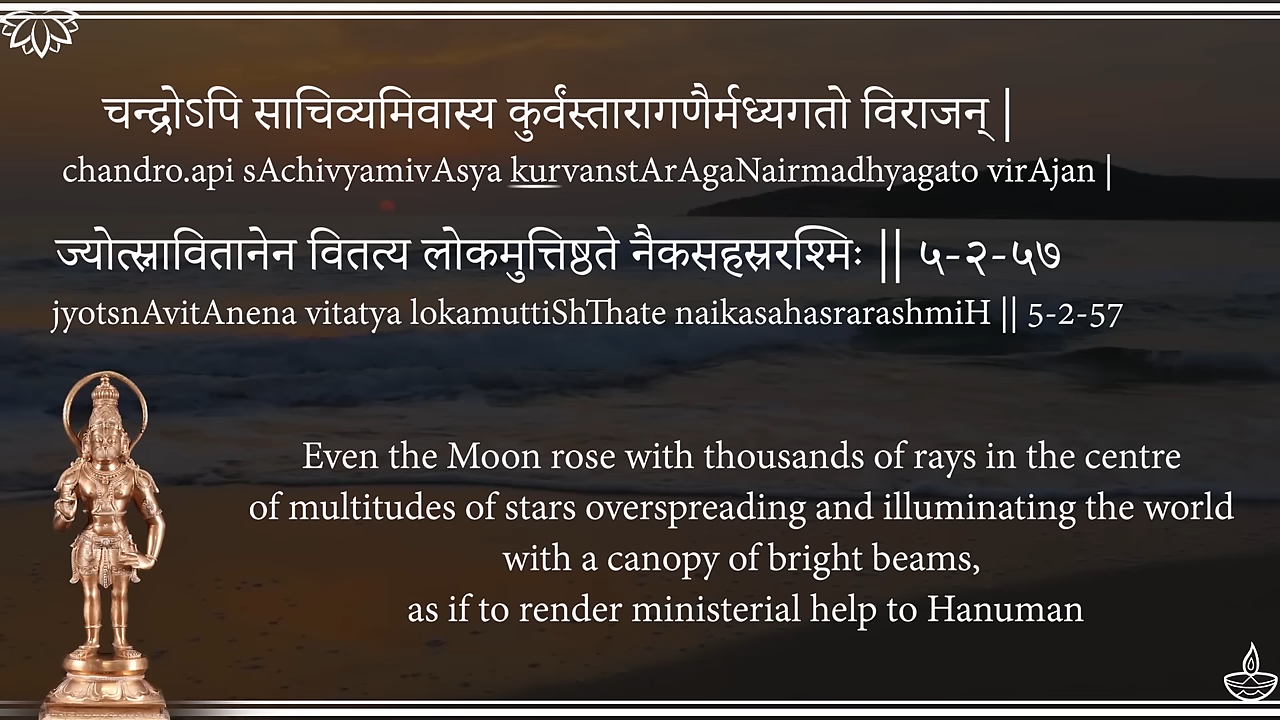 चन्द्रोऽपि साचिव्यमिवास्य कुर्वंस्तारागणैर्मध्यगतो विराजन् |
chandro.api sAchivyamivAsya kurvanstArAgaNairmadhyagato virAjan |
ज्योत्स्नावितानेन वितत्य लोकमुत्तिष्ठते नैकसहस्ररश्मिः || ५-२-५७
jyotsnAvitAnena vitatya lokamuttiShThate naikasahasrarashmiH || 5-2-57
Even the Moon rose with thousands of rays in the centre
of multitudes of stars overspreading and illuminating the world
with a canopy of bright beams,
as if to render ministerial help to Hanuman